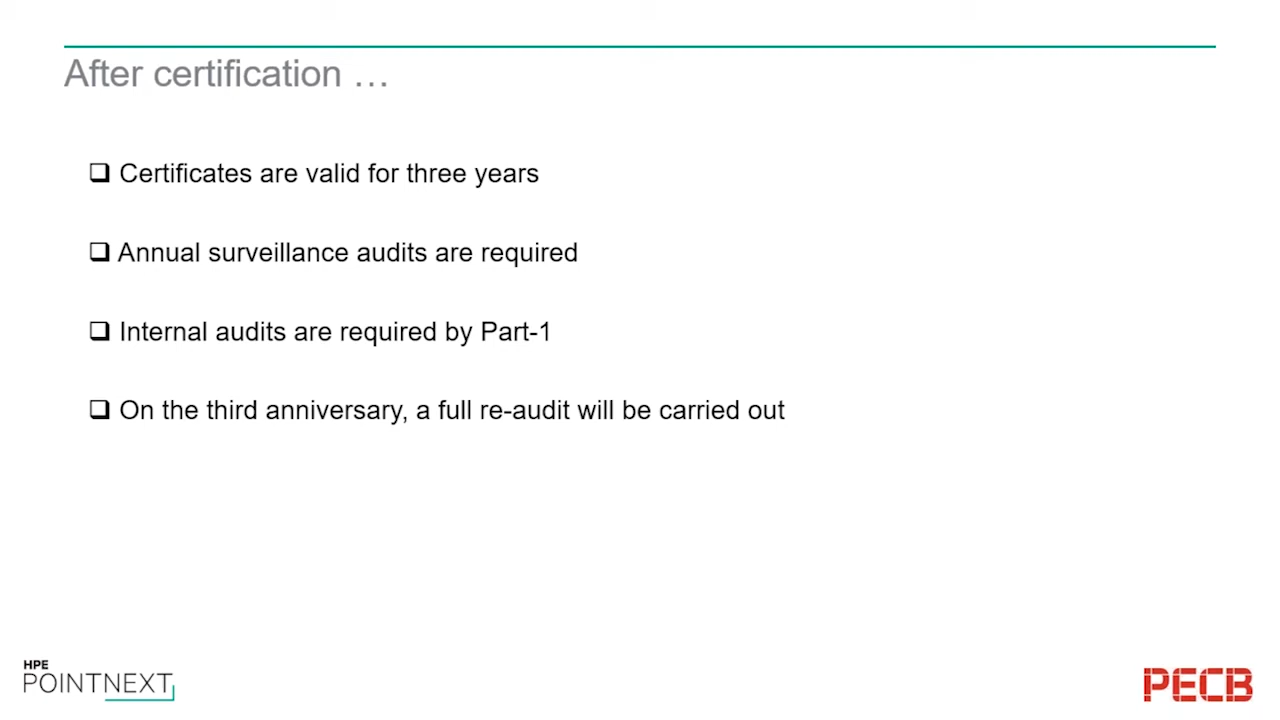 After certification …
Certificates are valid for three years
Annual surveillance audits are required
Internal audits are required by Part-1
On the third anniversary, a full re-audit will be carried out
HPE
POINTNEXT
PECB